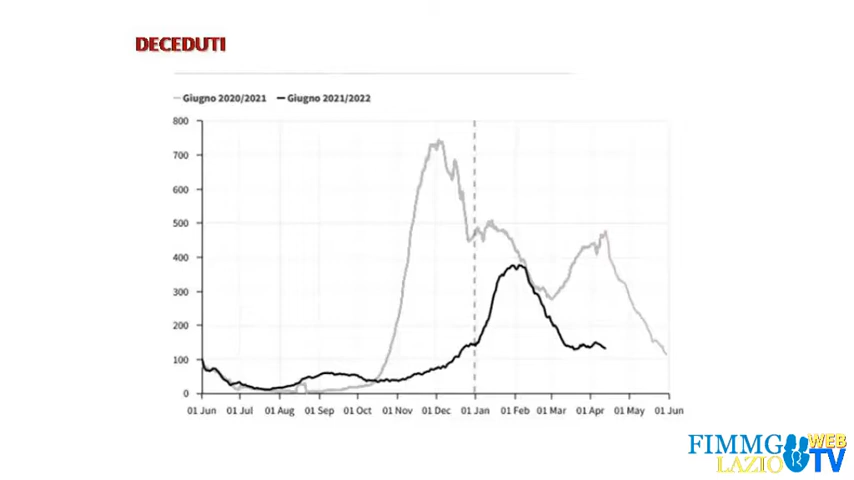 DECEDUTI
Giugno 2020/2021 Giugno 2021/2022
800
700
600
500
400
300
200
100
0
01 Jun 01 Jul 01 Aug 01 Sep 01 Oct 01 Nov 01 Dec 01 Jan 01 Feb 01 Mar 01 Apr 01 May 01 Jun
FIMMG WEB
LAZIO TV